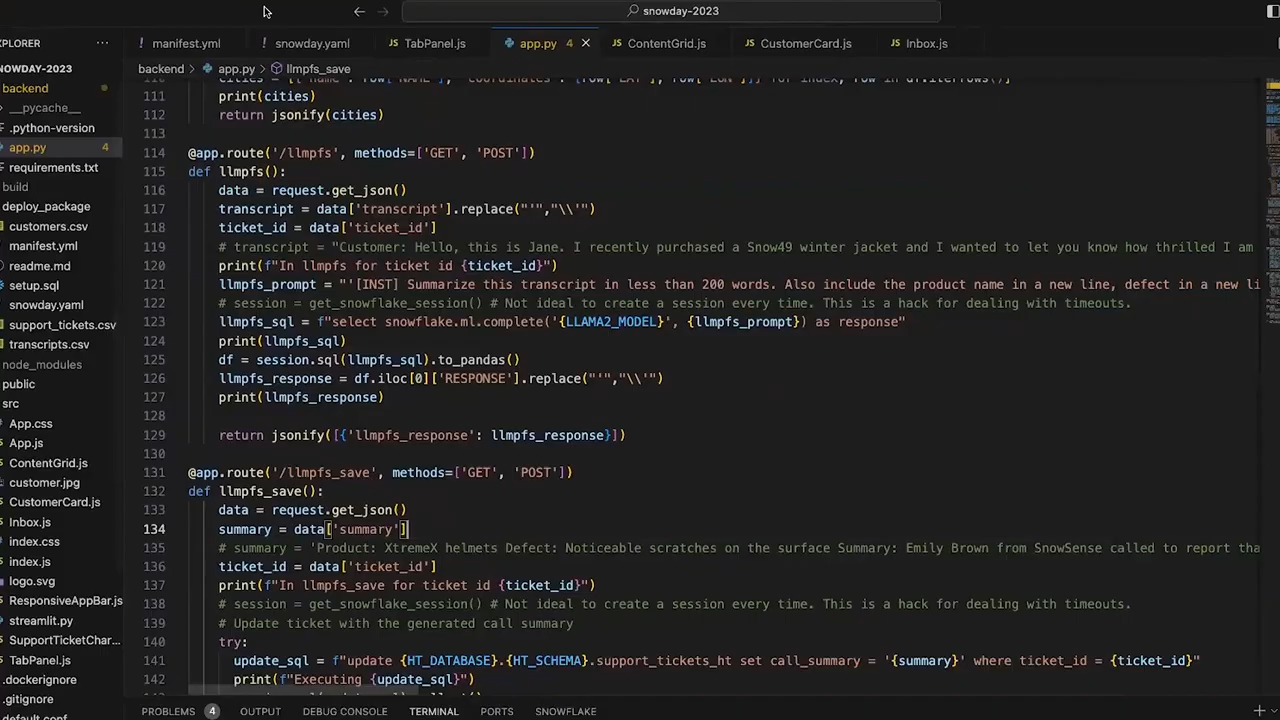 snowday-2023
XPLORER
manifest.yml
snowday.yaml
TabPanel.js
app.py 4
ContentGrid.js
CustomerCard.js
Inbox.js
NOWDAY-2023
backend
__pycache__
.python-version
app.py 4
requirements.txt
build
deploy_package
customers.csv
manifest.yml
readme.md
setup.sql
snowday.yaml
support_tickets.csv
transcripts.csv
node_modules
public
src
App.css
App.js
ContentGrid.js
customer.jpg
CustomerCard.js
Inbox.js
index.css
index.js
logo.svg
ResponsiveAppBar.js
streamlit.py
SupportTicketChar...
TabPanel.js
.dockerignore
.gitignore
default.conf
backend > app.py > llmpfs_save
111 print(cities)
112 return jsonify(cities)
113
114 @app.route('/llmpfs', methods=['GET', 'POST'])
115 def llmpfs():
116 data = request.get_json()
117 transcript = data['transcript'].replace("'","\\'")
118 ticket_id = data['ticket_id']
119 # transcript = "Customer: Hello, this is Jane. I recently purchased a Snow49 winter jacket and I wanted to let you know how thrilled I am
120 print(f"In llmpfs for ticket id {ticket_id}")
121 llmpfs_prompt = "'[INST] Summarize this transcript in less than 200 words. Also include the product name in a new line, defect in a new li
122 # session = get_snowflake_session() # Not ideal to create a session every time. This is a hack for dealing with timeouts.
123 llmpfs_sql = f"select snowflake.ml.complete('{LLAMA2_MODEL}', {llmpfs_prompt}) as response"
124 print(llmpfs_sql)
125 df = session.sql(llmpfs_sql).to_pandas()
126 llmpfs_response = df.iloc[0]['RESPONSE'].replace("'","\\'")
127 print(llmpfs_response)
128
129 return jsonify([{'llmpfs_response': llmpfs_response}])
130
131 @app.route('/llmpfs_save', methods=['GET', 'POST'])
132 def llmpfs_save():
133 data = request.get_json()
134 summary = data['summary']
135 # summary = 'Product: XtremeX helmets Defect: Noticeable scratches on the surface Summary: Emily Brown from SnowSense called to report tha
136 ticket_id = data['ticket_id']
137 print(f"In llmpfs_save for ticket id {ticket_id}")
138 # session = get_snowflake_session() # Not ideal to create a session every time. This is a hack for dealing with timeouts.
139 # Update ticket with the generated call summary
140 try:
141 update_sql = f"update {HT_DATABASE}.{HT_SCHEMA}.support_tickets_ht set call_summary = '{summary}' where ticket_id = {ticket_id}"
142 print(f"Executing {update_sql}")
PROBLEMS 4
OUTPUT
DEBUG CONSOLE
TERMINAL
PORTS
SNOWFLAKE